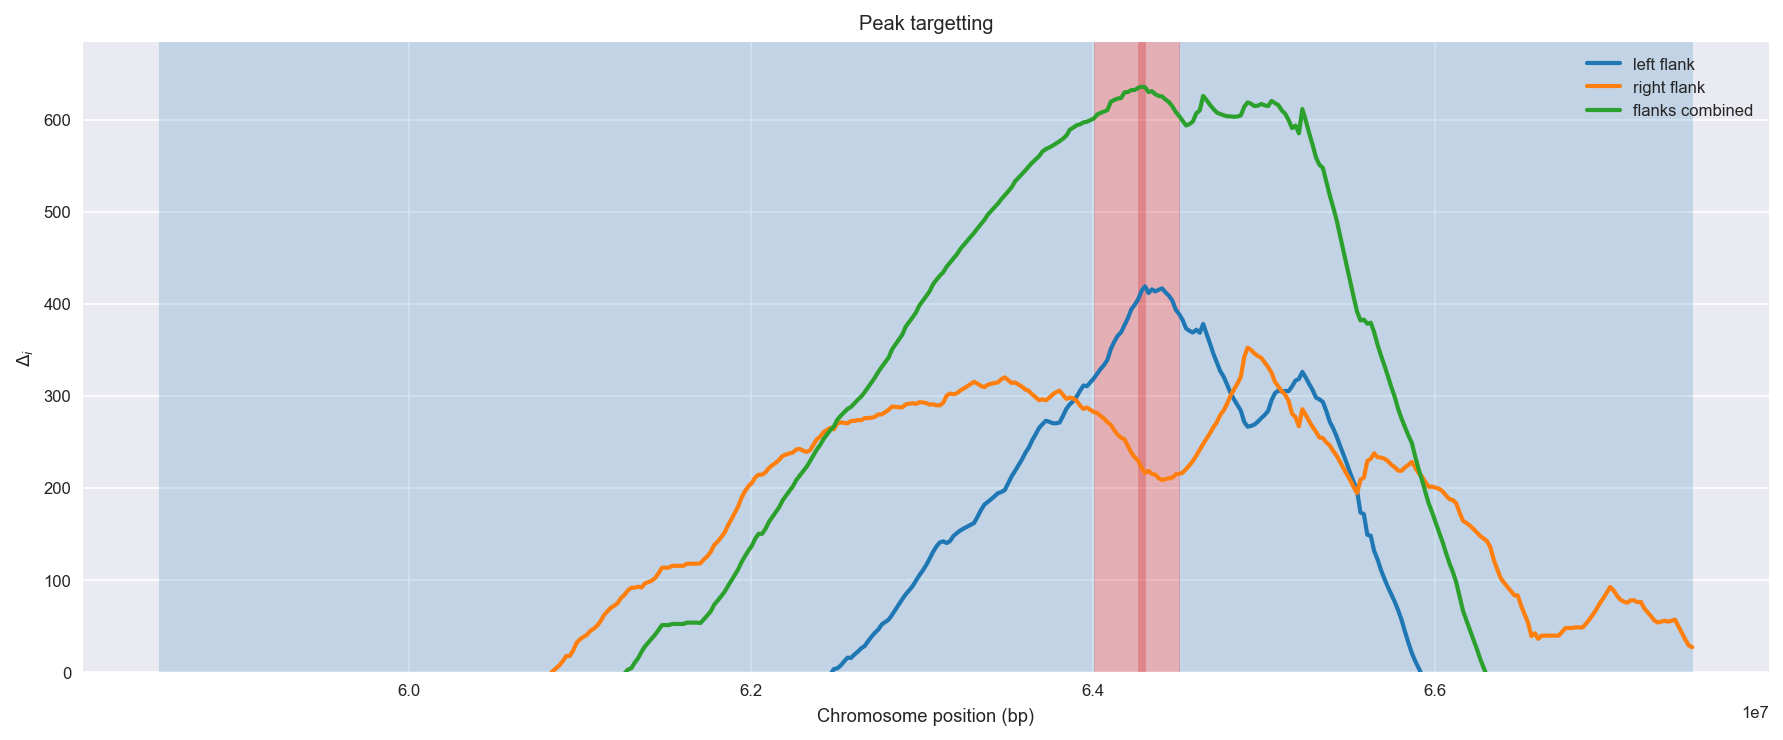 Peak targetting
left flank
right flank
flanks combined
600
500
400
300
200
100
0
Δi
6.0
6.2
6.4
6.6
1e7
Chromosome position (bp)